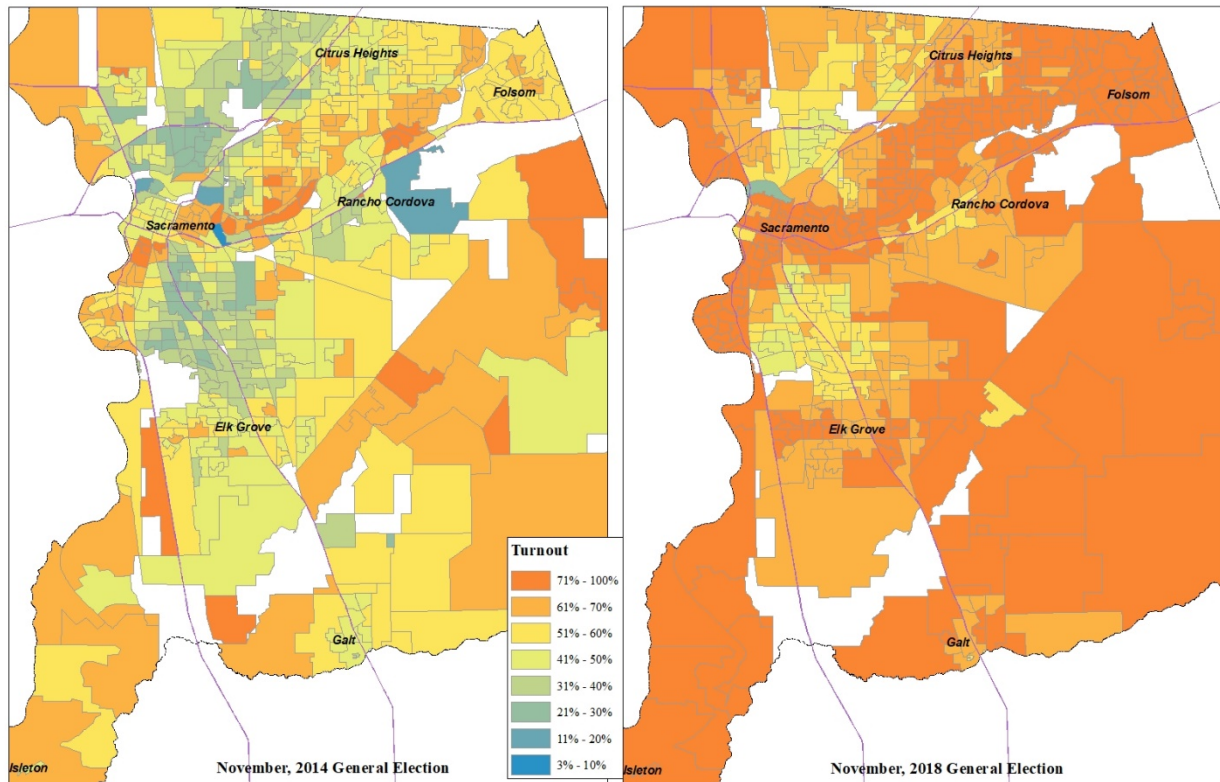 Citrus Heights
Folsom
Rancho Cordova
Sacramento
Elk Grove
Galt
Isleton
November, 2014 General Election
Turnout
71% - 100%
61% - 70%
51% - 60%
41% - 50%
31% - 40%
21% - 30%
11% - 20%
3% - 10%
Citrus Heights
Folsom
Rancho Cordova
Sacramento
Elk Grove
Galt
Isleton
November, 2018 General Election